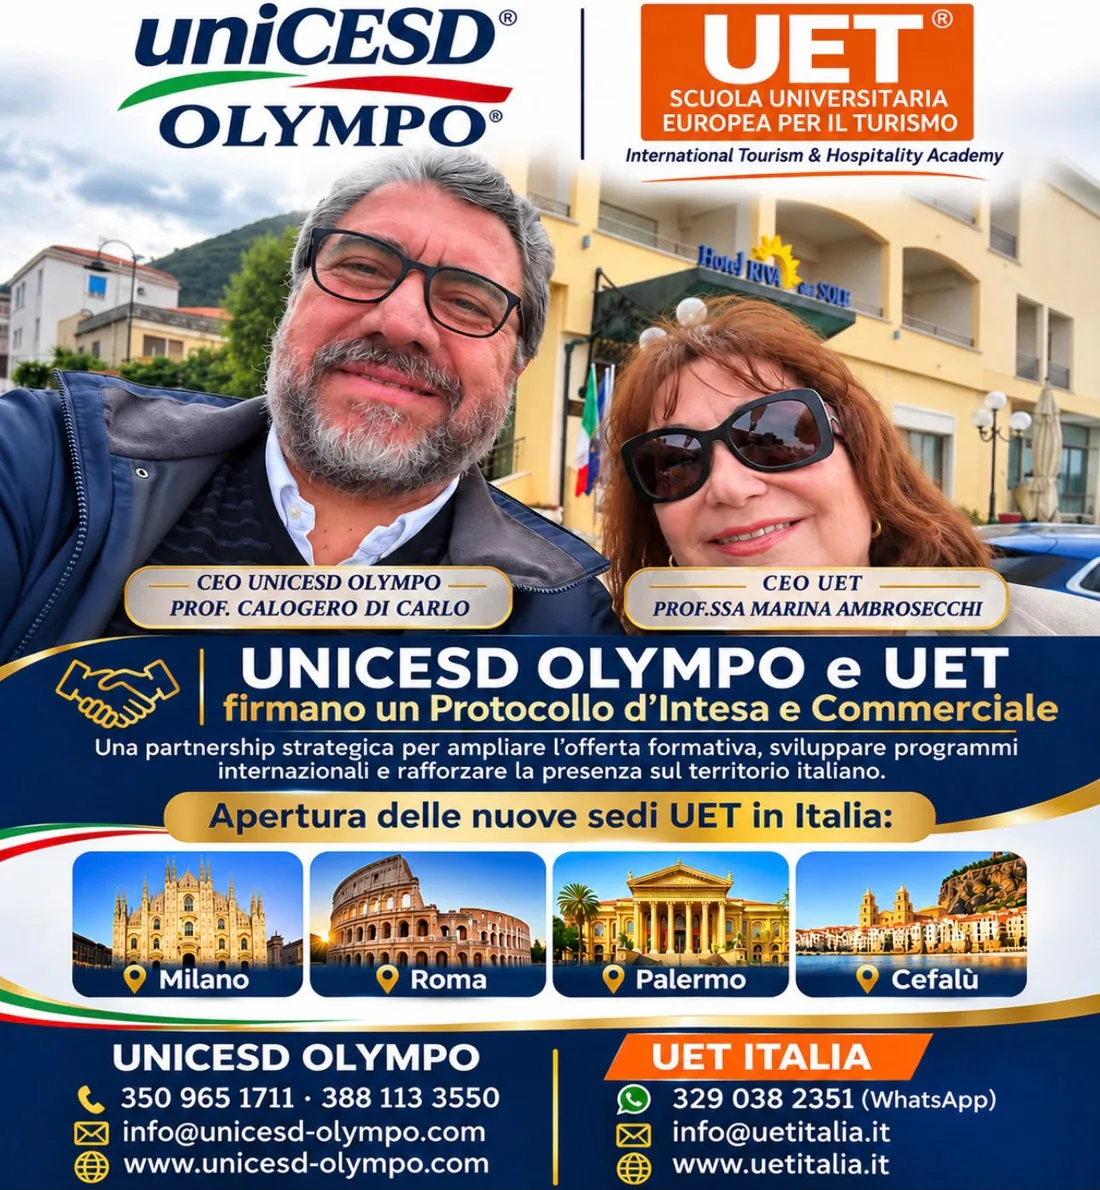 uniCESD®
OLYMPO®
UET®
SCUOLA UNIVERSITARIA
EUROPEA PER IL TURISMO
International Tourism & Hospitality Academy
Hotel RIVA del SOLE
CEO UNICESD OLYMPO
PROF. CALOGERO DI CARLO
CEO UET
PROF.SSA MARINA AMBROSECCHI
UNICESD OLYMPO e UET
firmano un Protocollo d'Intesa e Commerciale
Una partnership strategica per ampliare l'offerta formativa, sviluppare programmi
internazionali e rafforzare la presenza sul territorio italiano.
Apertura delle nuove sedi UET in Italia:
Milano
Roma
Palermo
Cefalù
UNICESD OLYMPO
350 965 1711 · 388 113 3550
info@unicesd-olympo.com
www.unicesd-olympo.com
UET ITALIA
329 038 2351 (WhatsApp)
info@uetitalia.it
www.uetitalia.it